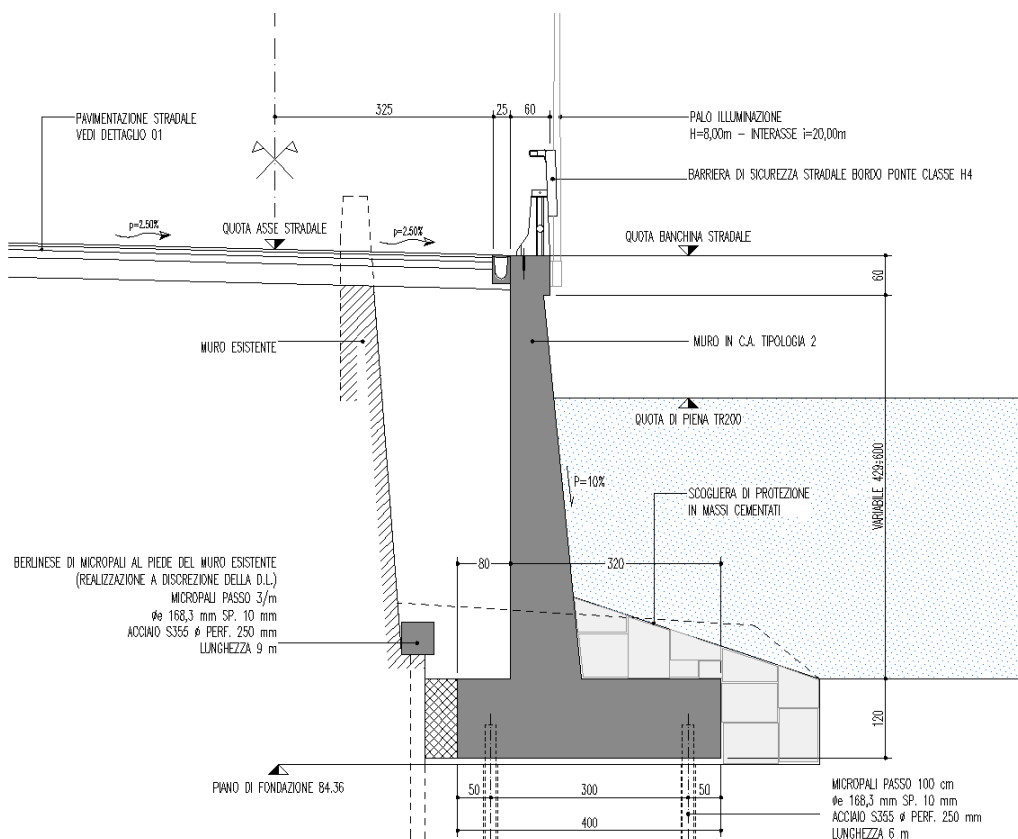 325
25
60
PAVIMENTAZIONE STRADALE
VEDI DETTAGLIO 01
PALO ILLUMINAZIONE
H=8,00m – INTERASSE i=20,00m
BARRIERA DI SICUREZZA STRADALE BORDO PONTE CLASSE H4
p=2.50%
QUOTA ASSE STRADALE
p=2.50%
QUOTA BANCHINA STRADALE
60
MURO ESISTENTE
MURO IN C.A. TIPOLOGIA 2
QUOTA DI PIENA TR200
P=10%
SCOGLIERA DI PROTEZIONE
IN MASSI CEMENTATI
VARIABILE 429÷600
BERLINESE DI MICROPALI AL PIEDE DEL MURO ESISTENTE
(REALIZZAZIONE A DISCREZIONE DELLA D.L.)
MICROPALI PASSO 3/m
øe 168,3 mm SP. 10 mm
ACCIAIO S355 ø PERF. 250 mm
LUNGHEZZA 9 m
80
320
120
PIANO DI FONDAZIONE 84.36
50
300
50
400
MICROPALI PASSO 100 cm
øe 168,3 mm SP. 10 mm
ACCIAIO S355 ø PERF. 250 mm
LUNGHEZZA 6 m